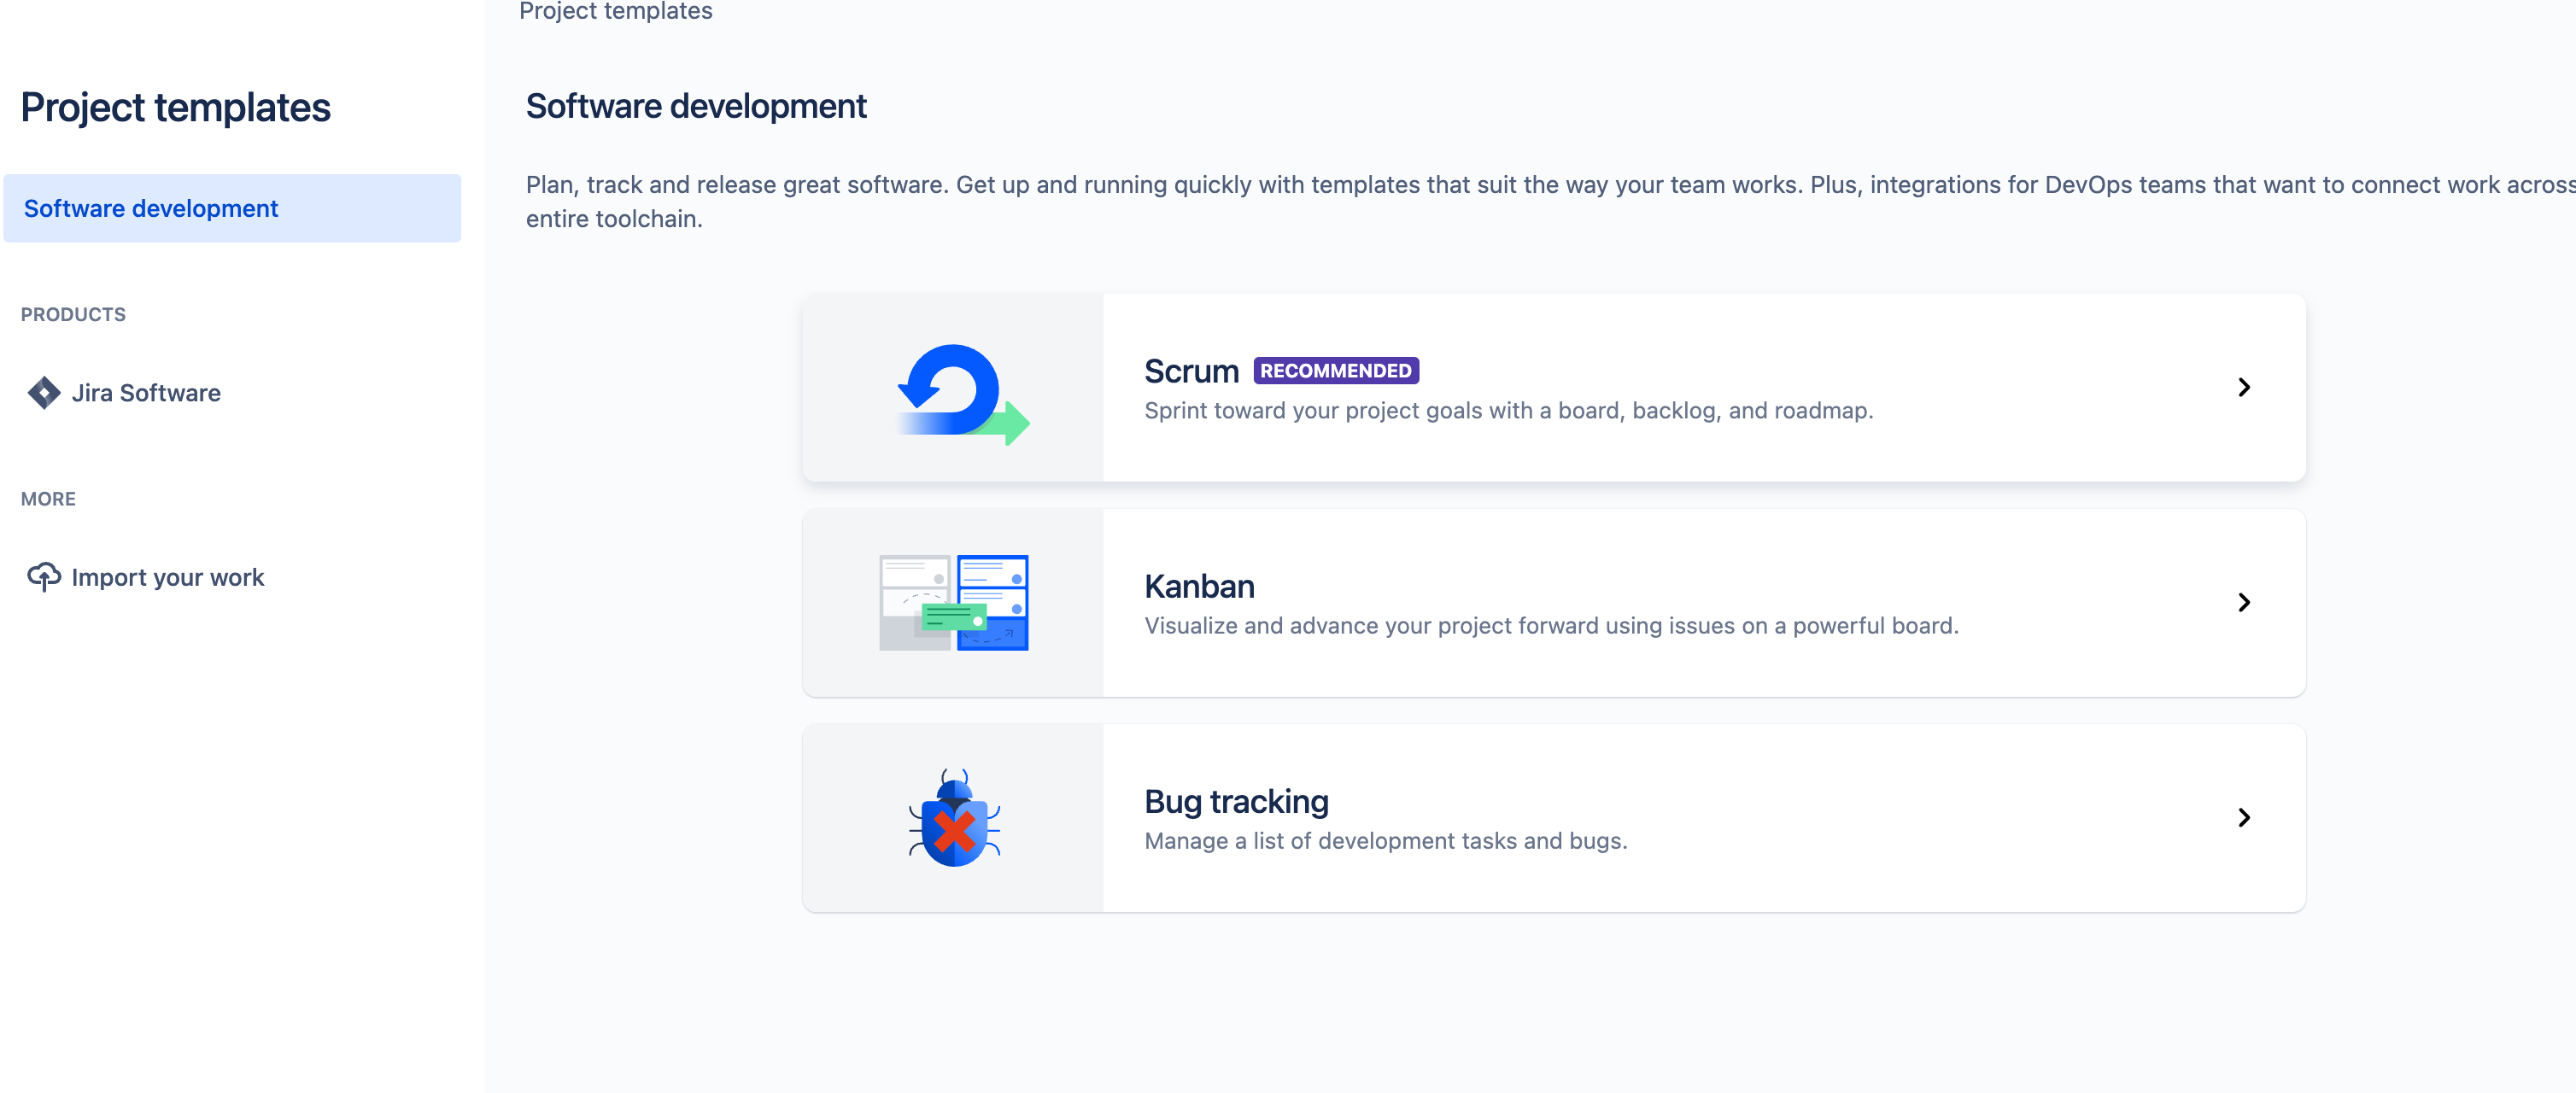 Project templates
Project templates
Software development
PRODUCTS
Jira Software
MORE
Import your work
Software development
Plan, track and release great software. Get up and running quickly with templates that suit the way your team works. Plus, integrations for DevOps teams that want to connect work across
entire toolchain.
Scrum RECOMMENDED
Sprint toward your project goals with a board, backlog, and roadmap.
Kanban
Visualize and advance your project forward using issues on a powerful board.
Bug tracking
Manage a list of development tasks and bugs.